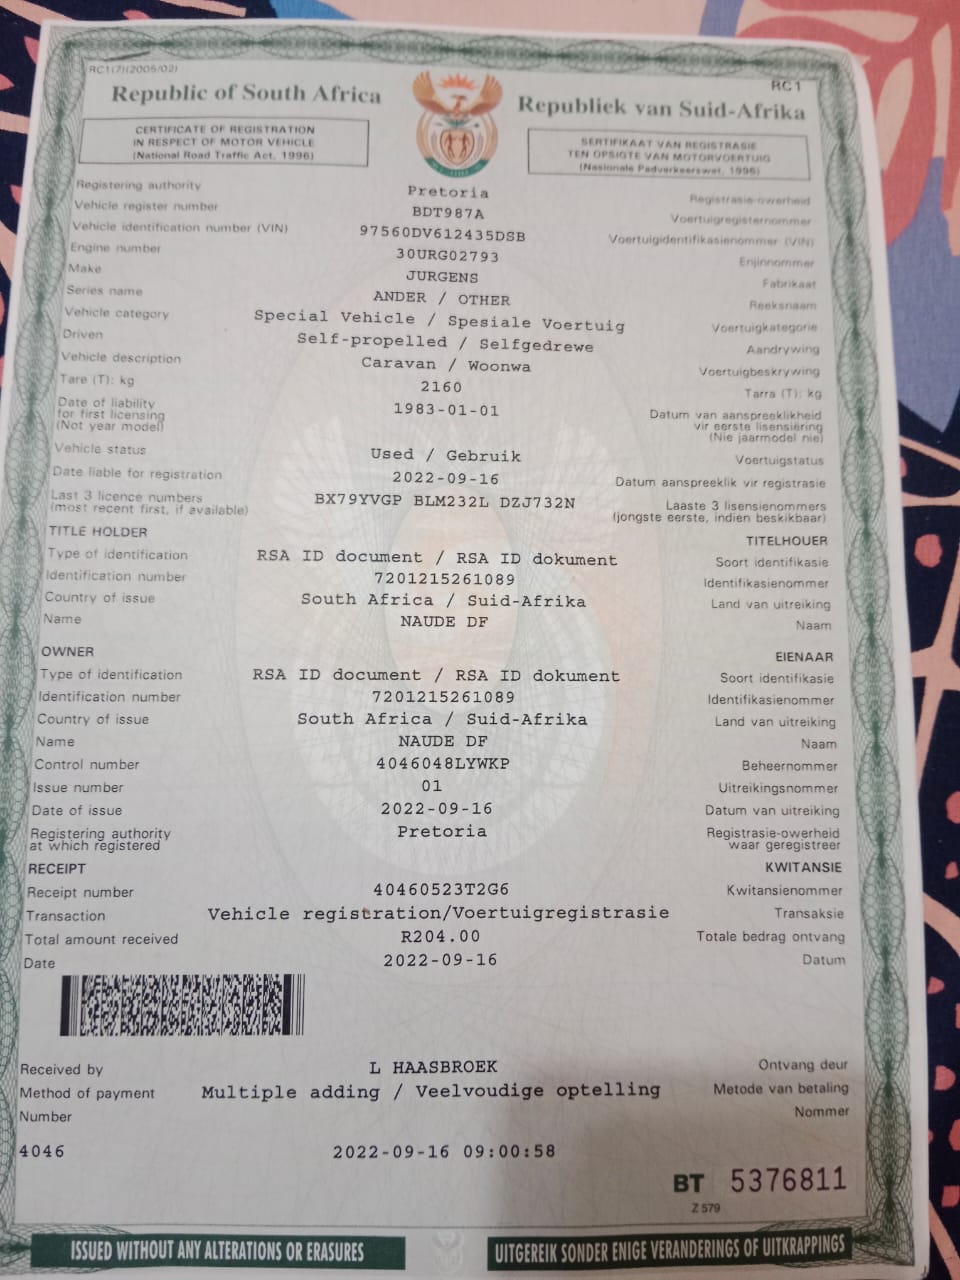 RC1(7)(2005/02)
RC1
Republic of South Africa
Republiek van Suid-Afrika
CERTIFICATE OF REGISTRATION
IN RESPECT OF MOTOR VEHICLE
(National Road Traffic Act, 1996)
SERTIFIKAAT VAN REGISTRASIE
TEN OPSIGTE VAN MOTORVOERTUIG
(Nasionale Padverkeerswet, 1996)
Registering authority Pretoria Registrasie-owerheid
Vehicle register number BDT987A Voertuigregisternommer
Vehicle identification number (VIN) 97560DV612435DSB Voertuigidentifikasienommer (VIN)
Engine number 30URG02793 Enjinnommer
Make JURGENS Fabrikaat
Series name ANDER / OTHER Reeksnaam
Vehicle category Special Vehicle / Spesiale Voertuig Voertuigkategorie
Driven Self-propelled / Selfgedrewe Aandrywing
Vehicle description Caravan / Woonwa Voertuigbeskrywing
Tare (T): kg 2160 Tarra (T): kg
Date of liability
for first licensing
(Not year model)
1983-01-01
Datum van aanspreeklikheid
vir eerste lisensiëring
(Nie jaarmodel nie)
Vehicle status Used / Gebruik Voertuigstatus
Date liable for registration 2022-09-16 Datum aanspreeklik vir registrasie
Last 3 licence numbers
(most recent first, if available)
BX79YVGP BLM232L DZJ732N
Laaste 3 lisensienommers
(jongste eerste, indien beskikbaar)
TITLE HOLDER TITELHOUER
Type of identification RSA ID document / RSA ID dokument Soort identifikasie
Identification number 7201215261089 Identifikasienommer
Country of issue South Africa / Suid-Afrika Land van uitreiking
Name NAUDE DF Naam
OWNER EIENAAR
Type of identification RSA ID document / RSA ID dokument Soort identifikasie
Identification number 7201215261089 Identifikasienommer
Country of issue South Africa / Suid-Afrika Land van uitreiking
Name NAUDE DF Naam
Control number 4046048LYWKP Beheernommer
Issue number 01 Uitreikingsnommer
Date of issue 2022-09-16 Datum van uitreiking
Registering authority
at which registered
Pretoria
Registrasie-owerheid
waar geregistreer
RECEIPT KWITANSIE
Receipt number 40460523T2G6 Kwitansienommer
Transaction Vehicle registration/Voertuigregistrasie Transaksie
Total amount received R204.00 Totale bedrag ontvang
Date 2022-09-16 Datum
Received by L HAASBROEK Ontvang deur
Method of payment Multiple adding / Veelvoudige optelling Metode van betaling
Number Nommer
4046 2022-09-16 09:00:58
BT 5376811
Z 579
ISSUED WITHOUT ANY ALTERATIONS OR ERASURES
UITGEREIK SONDER ENIGE VERANDERINGS OF UITKRAPPINGS